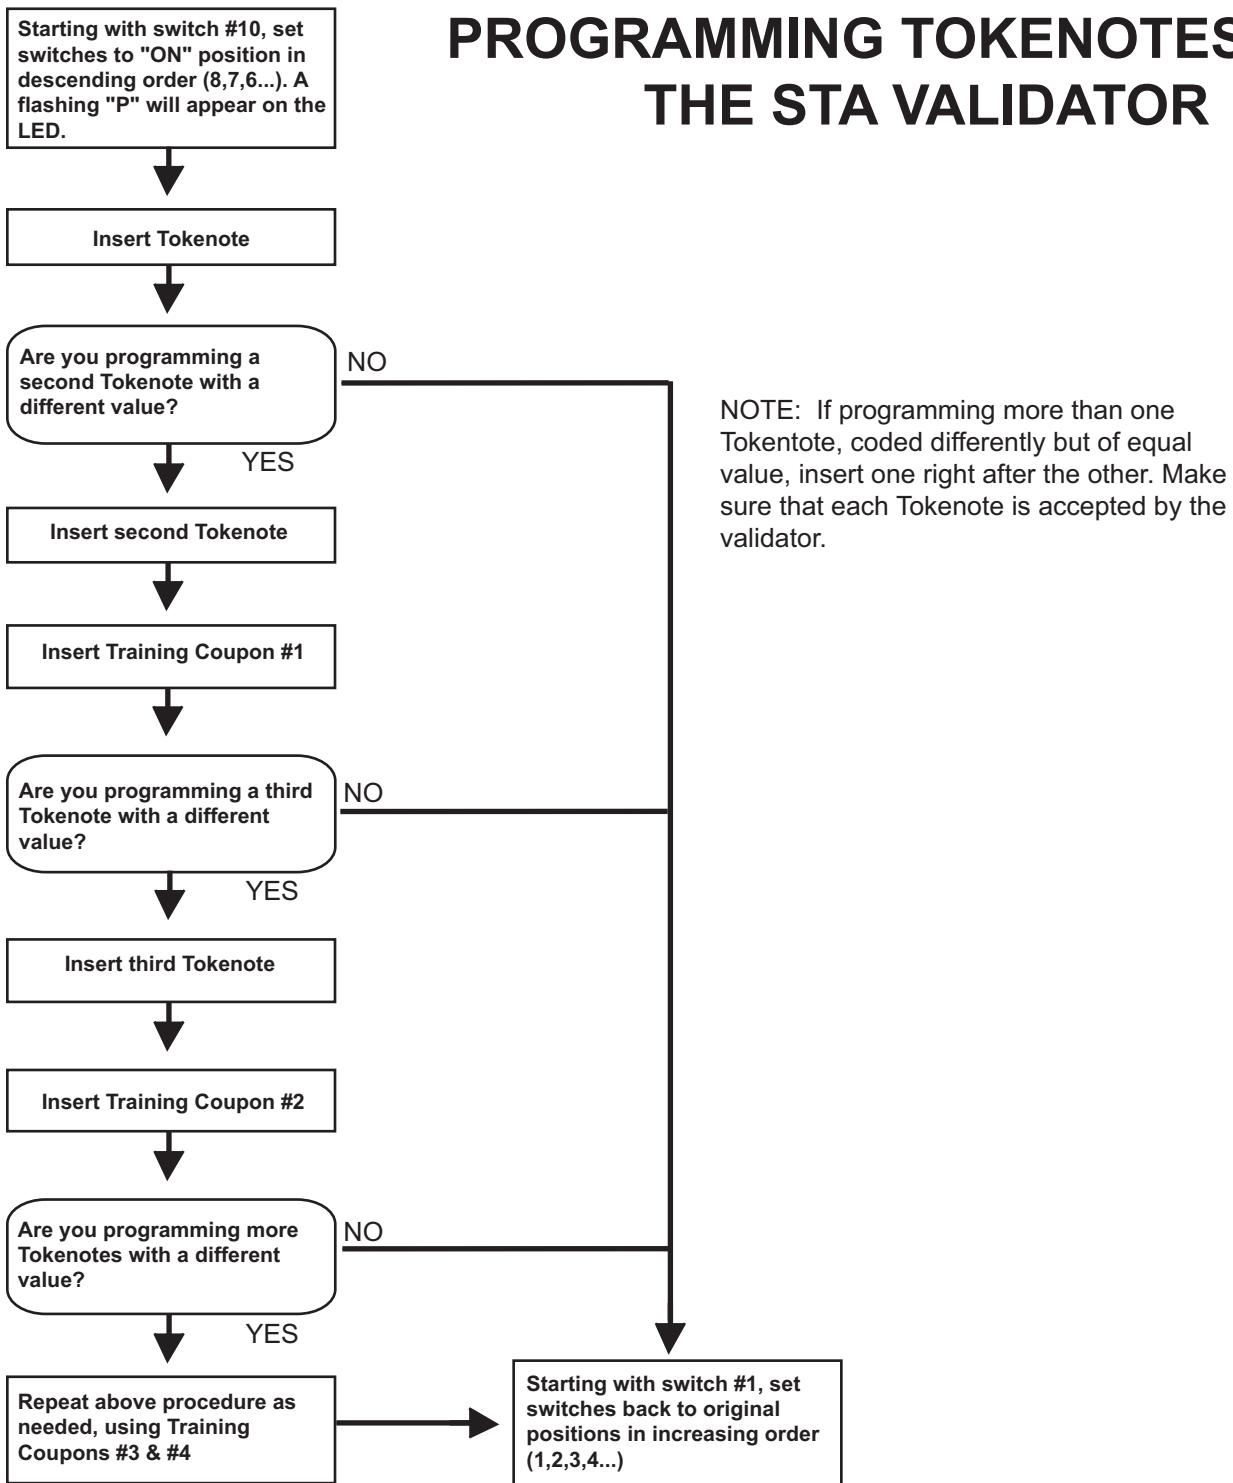 PROGRAMMING TOKENOTES
THE STA VALIDATOR
Starting with switch #10, set
switches to "ON" position in
descending order (8,7,6...). A
flashing "P" will appear on the
LED.
Insert Tokenote
Are you programming a
second Tokenote with a
different value?
NO
YES
NOTE:  If programming more than one
Tokentote, coded differently but of equal
value, insert one right after the other. Make
sure that each Tokenote is accepted by the
validator.
Insert second Tokenote
Insert Training Coupon #1
Are you programming a third
Tokenote with a different
value?
NO
YES
Insert third Tokenote
Insert Training Coupon #2
Are you programming more
Tokenotes with a different
value?
NO
YES
Repeat above procedure as
needed, using Training
Coupons #3 & #4
Starting with switch #1, set
switches back to original
positions in increasing order
(1,2,3,4...)